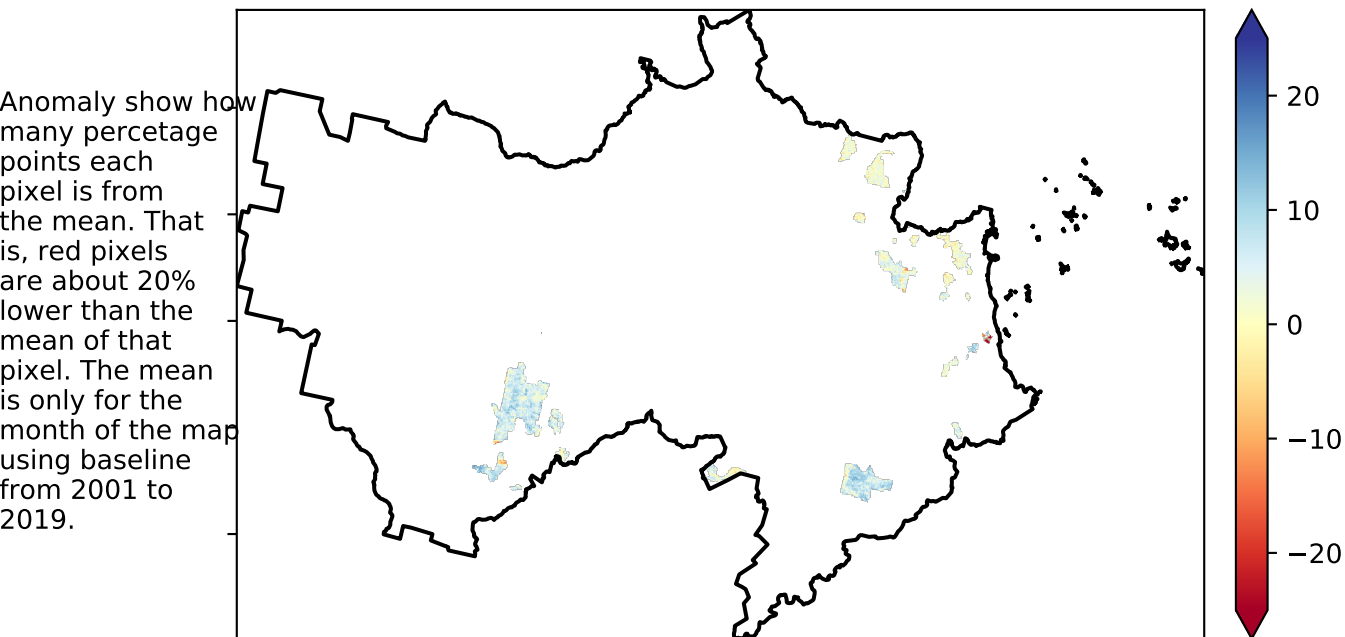 Anomaly show how
many percetage
points each
pixel is from
the mean. That
is, red pixels
are about 20%
lower than the
mean of that
pixel. The mean
is only for the
month of the map
using baseline
from 2001 to
2019.
20
10
0
−10
−20